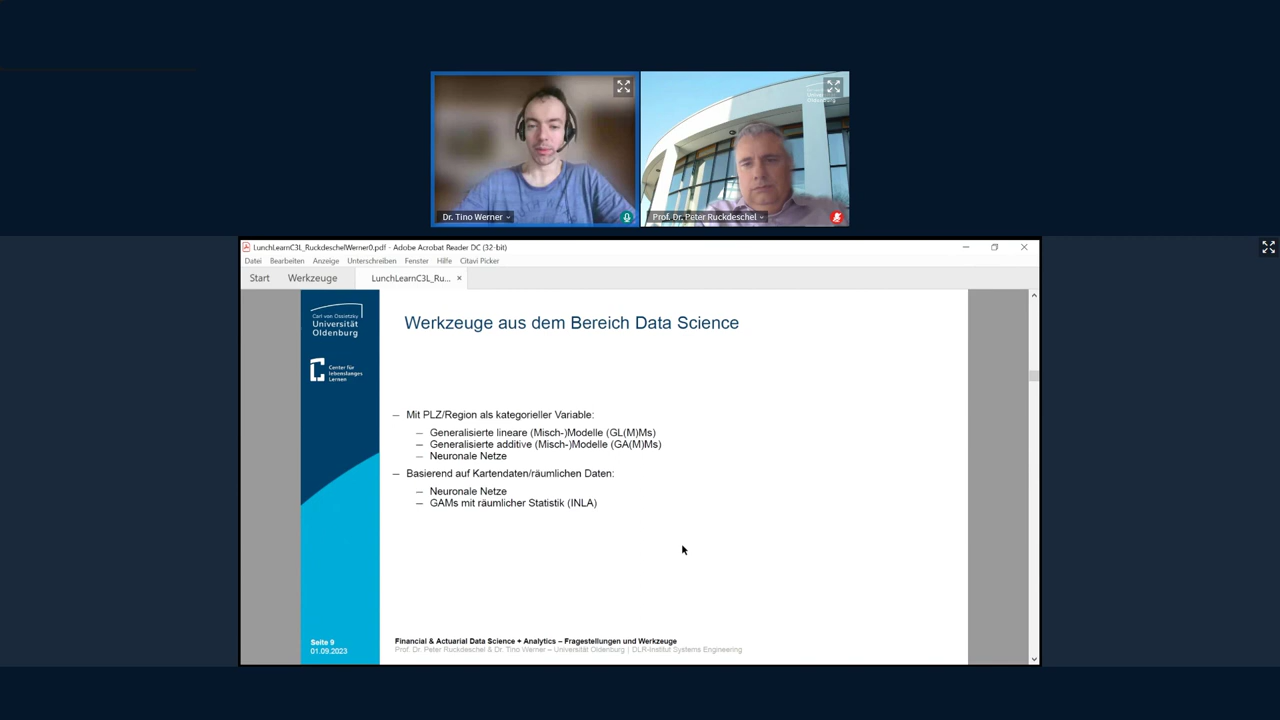 Universität
Oldenburg
Dr. Tino Werner
Prof. Dr. Peter Ruckdeschel
LunchLearnC3L_RuckdeschelWerner0.pdf - Adobe Acrobat Reader DC (32-bit)
Datei Bearbeiten Anzeige Unterschreiben Fenster Hilfe Citavi Picker
Start Werkzeuge LunchLearnC3L_Ru... ×
Carl von Ossietzky
Universität
Oldenburg
Center für
lebenslanges
Lernen
Werkzeuge aus dem Bereich Data Science
– Mit PLZ/Region als kategorieller Variable:
– Generalisierte lineare (Misch-)Modelle (GL(M)Ms)
– Generalisierte additive (Misch-)Modelle (GA(M)Ms)
– Neuronale Netze
– Basierend auf Kartendaten/räumlichen Daten:
– Neuronale Netze
– GAMs mit räumlicher Statistik (INLA)
Seite 9
01.09.2023
Financial & Actuarial Data Science + Analytics – Fragestellungen und Werkzeuge
Prof. Dr. Peter Ruckdeschel & Dr. Tino Werner – Universität Oldenburg | DLR-Institut Systems Engineering